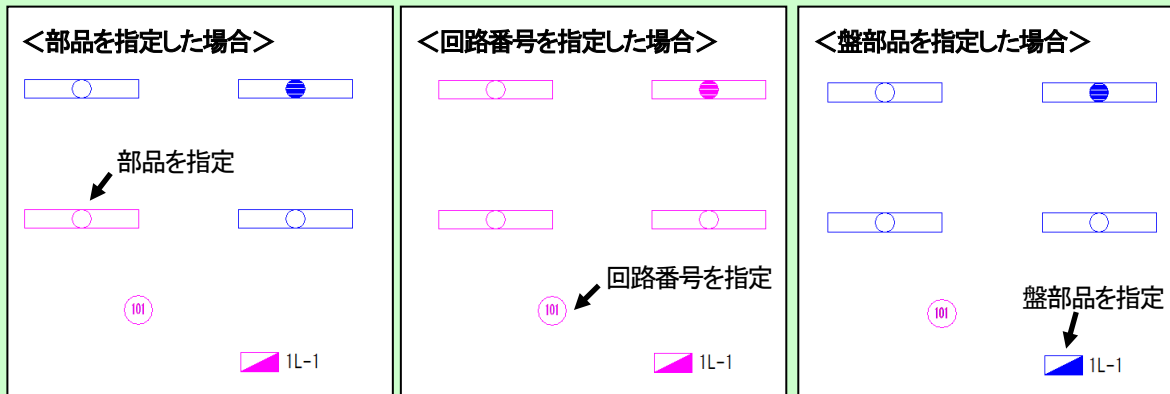 <部品を指定した場合>
部品を指定
101
1L-1
<回路番号を指定した場合>
回路番号を指定
101
1L-1
<盤部品を指定した場合>
盤部品を指定
101
1L-1